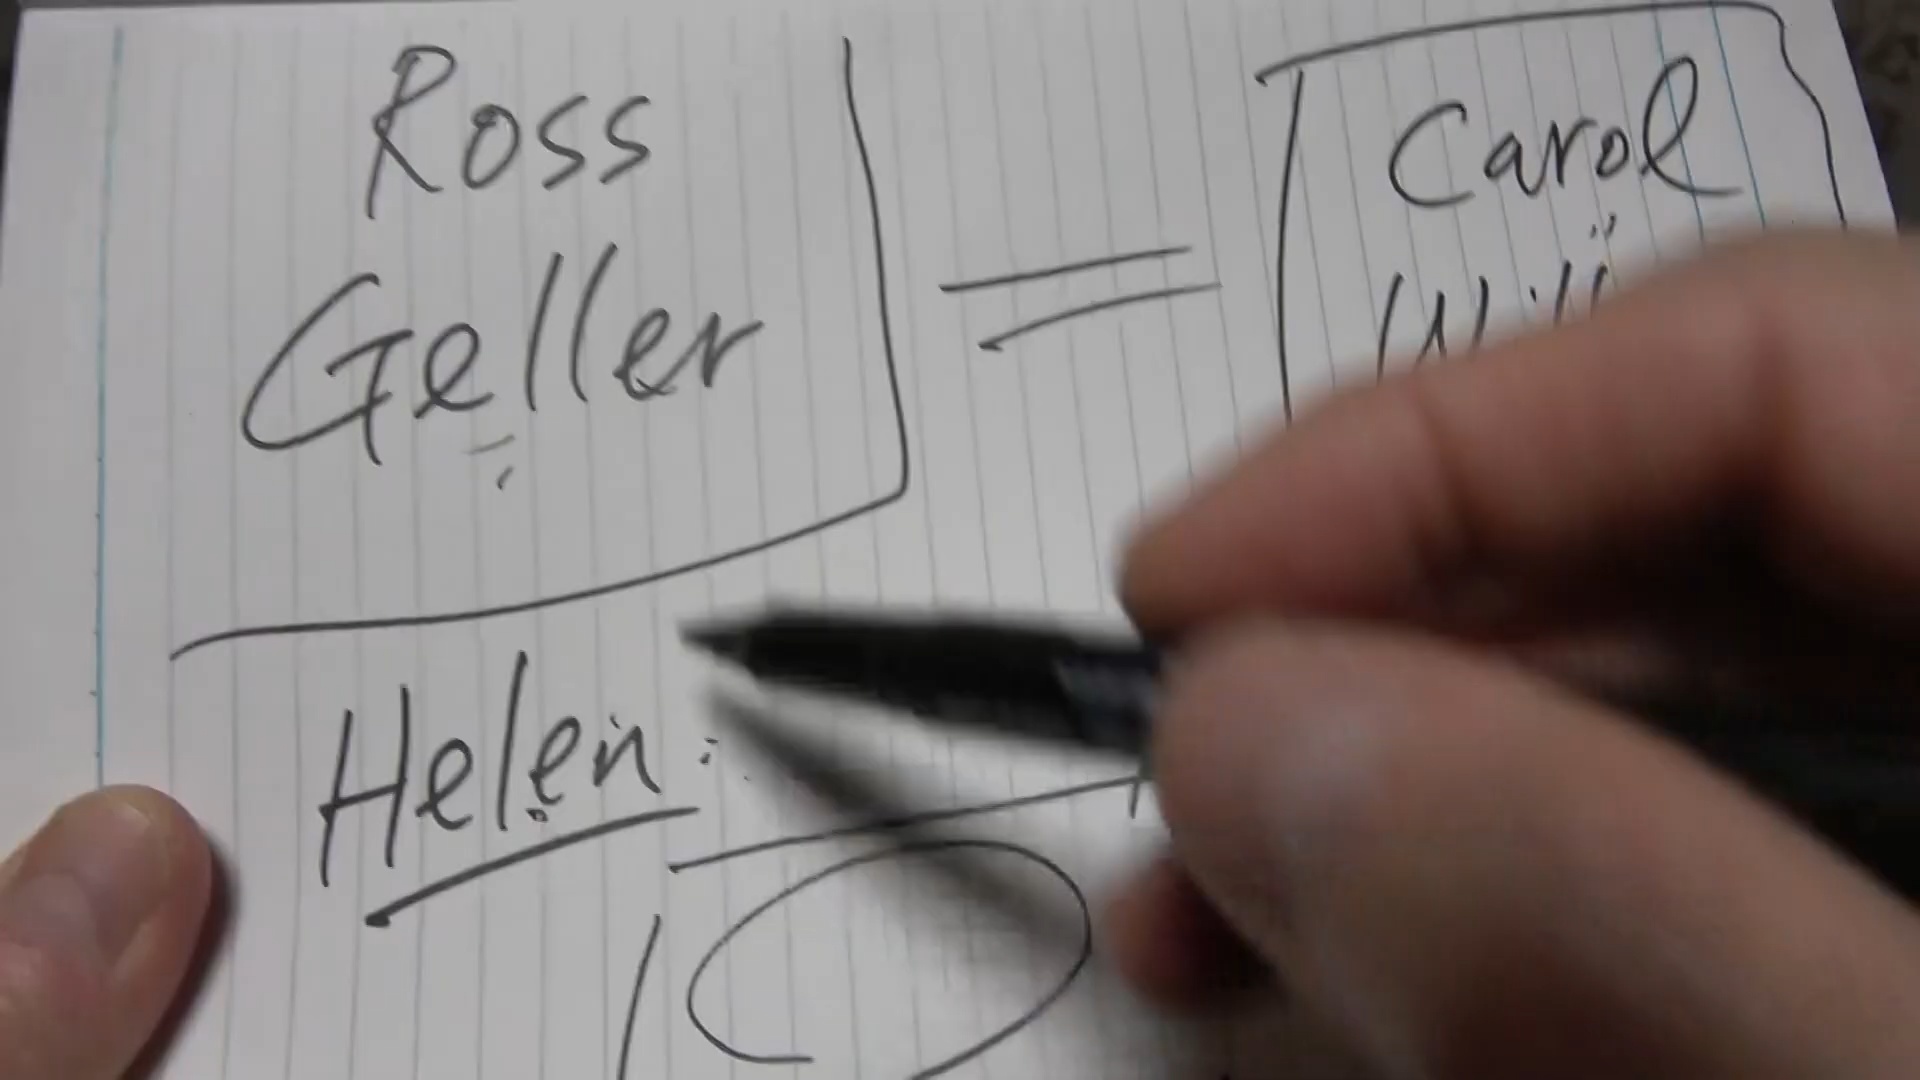 Ross
Geller
=
Carol
Helen